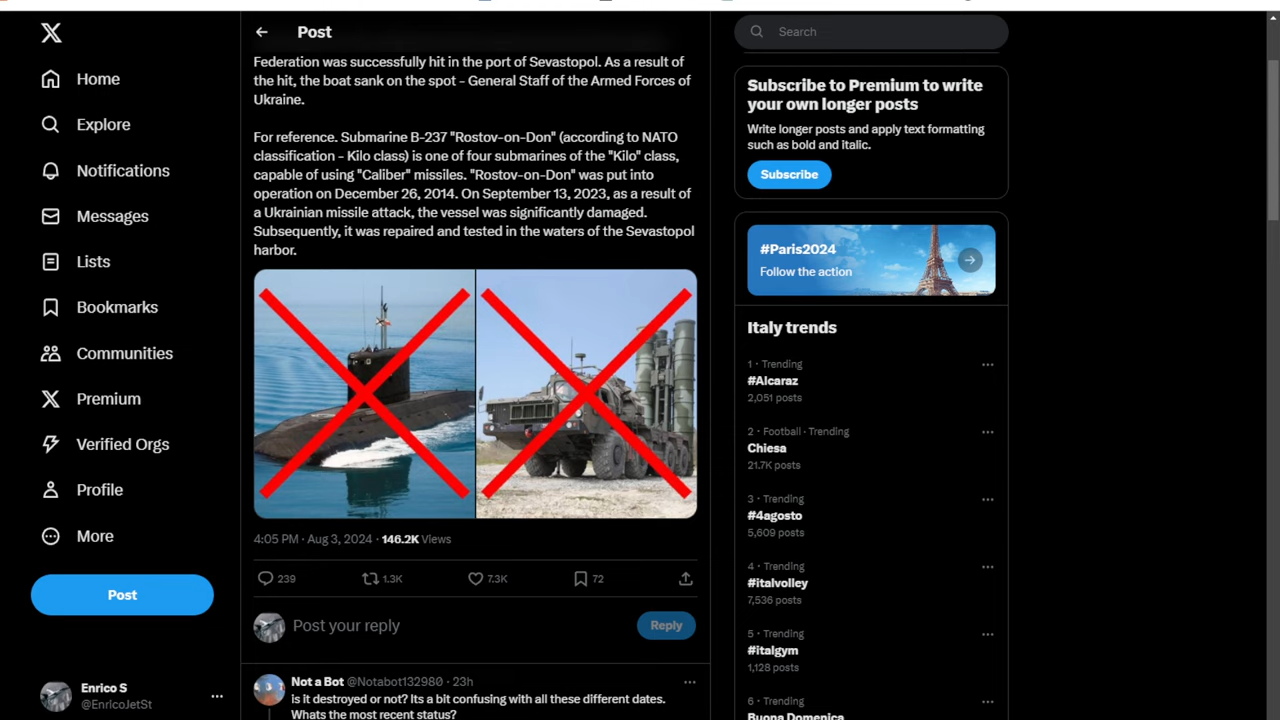 Post
Search
Home
Explore
Notifications
Messages
Lists
Bookmarks
Communities
Premium
Verified Orgs
Profile
More
Post
Enrico S
@EnricoJetSt
Federation was successfully hit in the port of Sevastopol. As a result of
the hit, the boat sank on the spot - General Staff of the Armed Forces of
Ukraine.
For reference. Submarine B-237 "Rostov-on-Don" (according to NATO
classification - Kilo class) is one of four submarines of the "Kilo" class,
capable of using "Caliber" missiles. "Rostov-on-Don" was put into
operation on December 26, 2014. On September 13, 2023, as a result of
a Ukrainian missile attack, the vessel was significantly damaged.
Subsequently, it was repaired and tested in the waters of the Sevastopol
harbor.
4:05 PM · Aug 3, 2024 · 146.2K Views
239 1.3K 7.3K 72
Post your reply
Reply
Not a Bot @Notabot132980 · 23h
is it destroyed or not? Its a bit confusing with all these different dates.
Whats the most recent status?
Subscribe to Premium to write
your own longer posts
Write longer posts and apply text formatting
such as bold and italic.
Subscribe
#Paris2024
Follow the action
Italy trends
1 · Trending
#Alcaraz
2,051 posts
2 · Football · Trending
Chiesa
21.7K posts
3 · Trending
#4agosto
5,609 posts
4 · Trending
#italvolley
7,536 posts
5 · Trending
#italgym
1,128 posts
6 · Trending
Buona Domenica